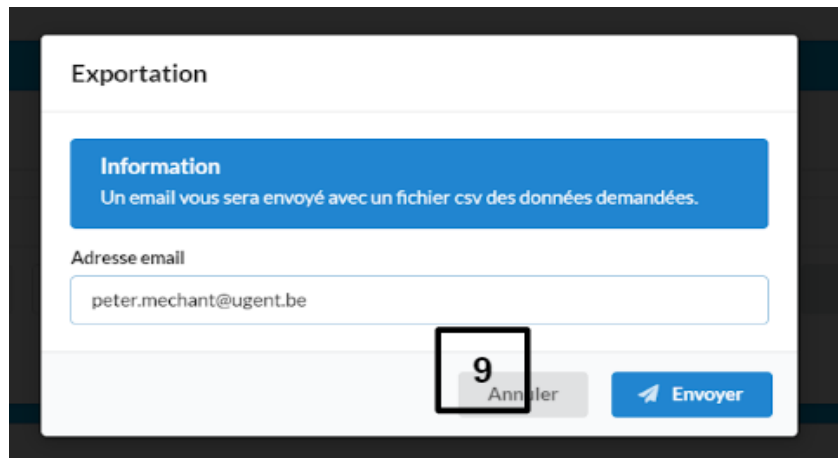 Exportation
Information
Un email vous sera envoyé avec un fichier csv des données demandées.
Adresse email
peter.mechant@ugent.be
9
Annuler
Envoyer